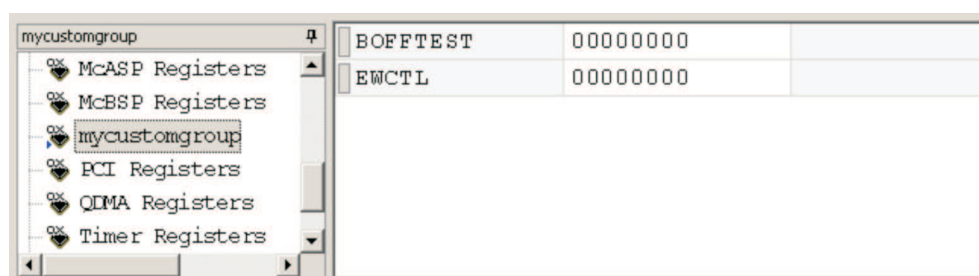 mycustomgroup
McASP Registers
McBSP Registers
mycustomgroup
PCI Registers
QDMA Registers
Timer Registers
BOFFTEST 00000000
EWCTL 00000000